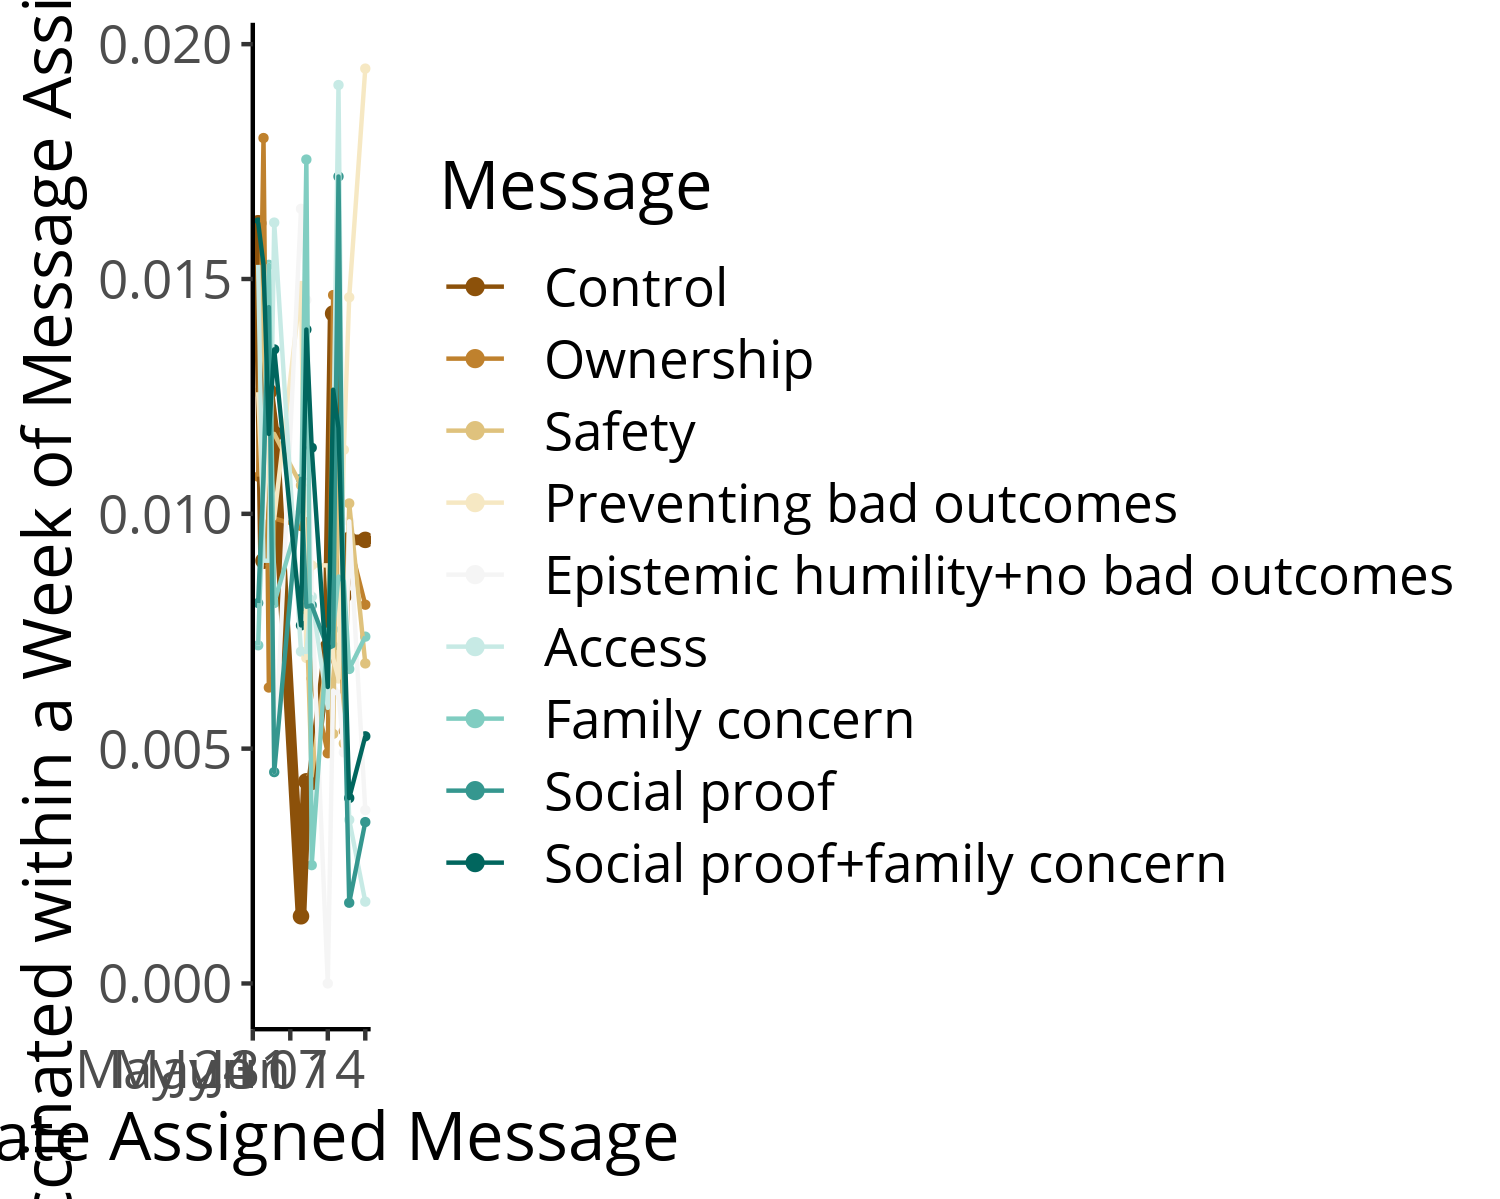 ccinated within a Week of Message Assi
0.020
0.015
0.010
0.005
0.000
14
ate Assigned Message
Message
Control
Ownership
Safety
Preventing bad outcomes
Epistemic humility+no bad outcomes
Access
Family concern
Social proof
Social proof+family concern